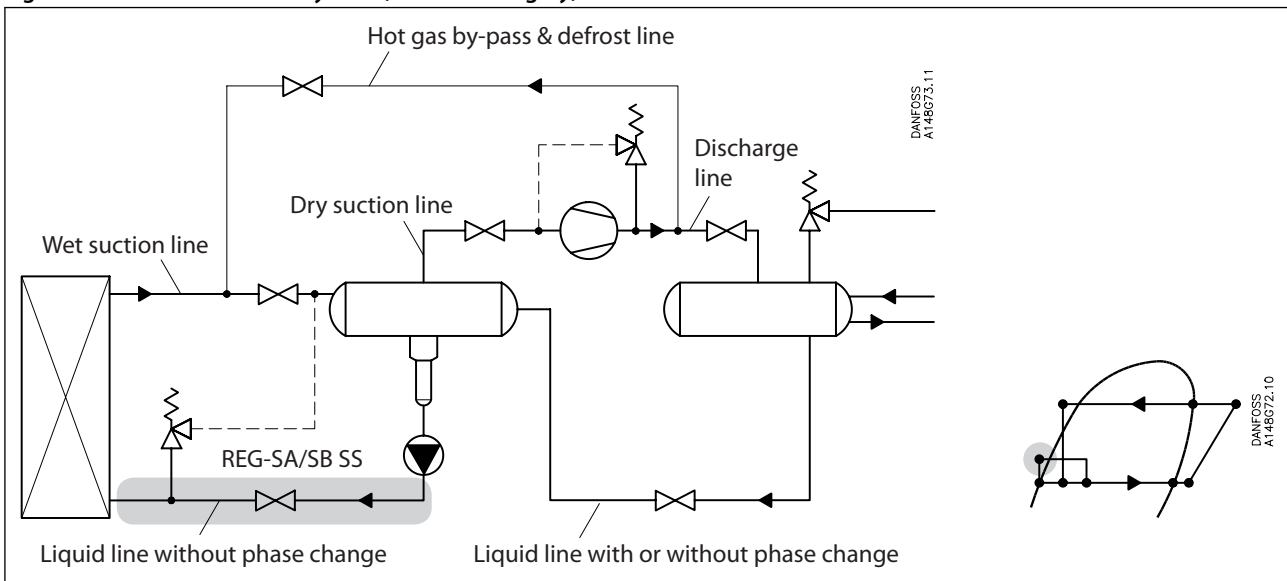 Hot gas by-pass & defrost line
DANFOSS
A148G73.11
Discharge
line
Dry suction line
Wet suction line
REG-SA/SB SS
DANFOSS
A148G72.10
Liquid line without phase change
Liquid line with or without phase change